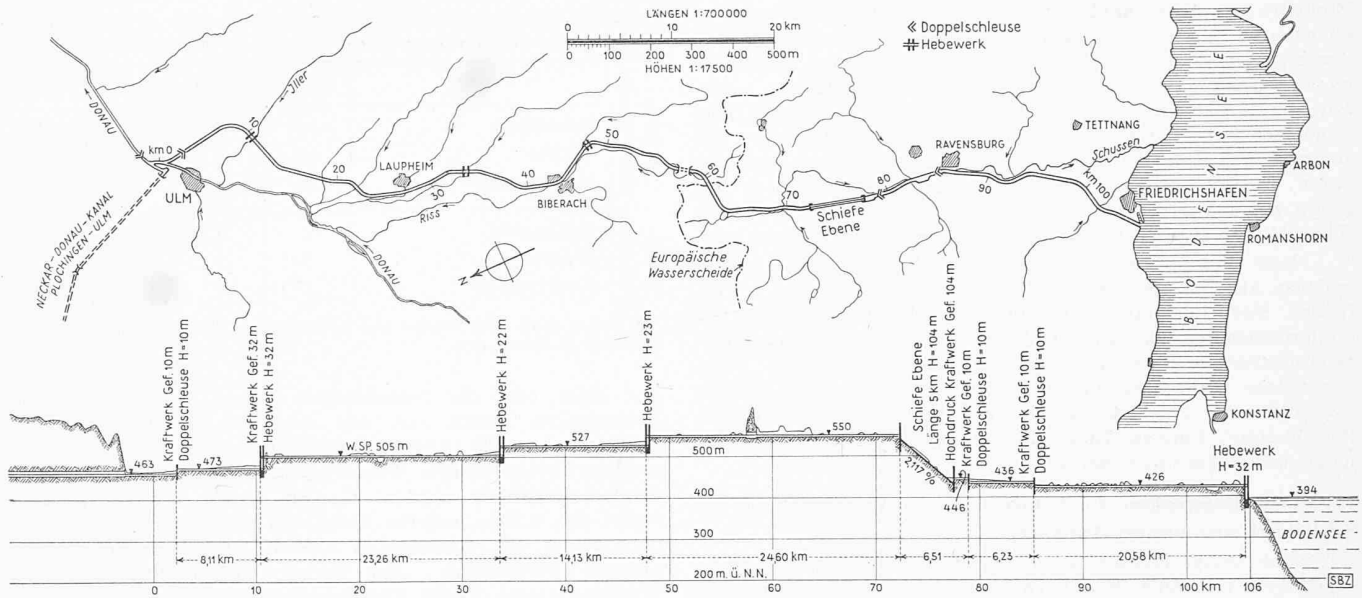 LÄNGEN 1:700000
0 10 20 km
0 100 200 300 400 500 m
HÖHEN 1:17500
Doppelschleuse
Hebewerk
DONAU
Iller
km 0
10
20
30
40
50
60
70
80
90
km 100
ULM
LAUPHEIM
BIBERACH
RISS
DONAU
NECKAR-DONAU-KANAL
PLOCHINGEN-ULM
N
Europäische
Wasserscheide
Schiefe
Ebene
RAVENSBURG
TETTNANG
Schussen
FRIEDRICHSHAFEN
BODENSEE
ARBON
ROMANSHORN
KONSTANZ
Kraftwerk Gef. 10 m
Doppelschleuse H=10 m
Kraftwerk Gef. 32 m
Hebewerk H=32 m
Hebewerk H=22 m
Hebewerk H=23 m
Schiefe Ebene
Länge 5 km H=104 m
Hochdruck Kraftwerk Gef. 104 m
Kraftwerk Gef. 10 m
Doppelschleuse H=10 m
Kraftwerk Gef. 10 m
Doppelschleuse H=10 m
Hebewerk
H=32 m
463
473
W.SP. 505 m
527
550
2,117 %
446
436
426
394
BODENSEE
500 m
400
300
200 m. ü. N.N.
8,11 km
23,26 km
14,13 km
24,60 km
6,51
6,23
20,58 km
0 10 20 30 40 50 60 70 80 90 100 km 106
SBZ